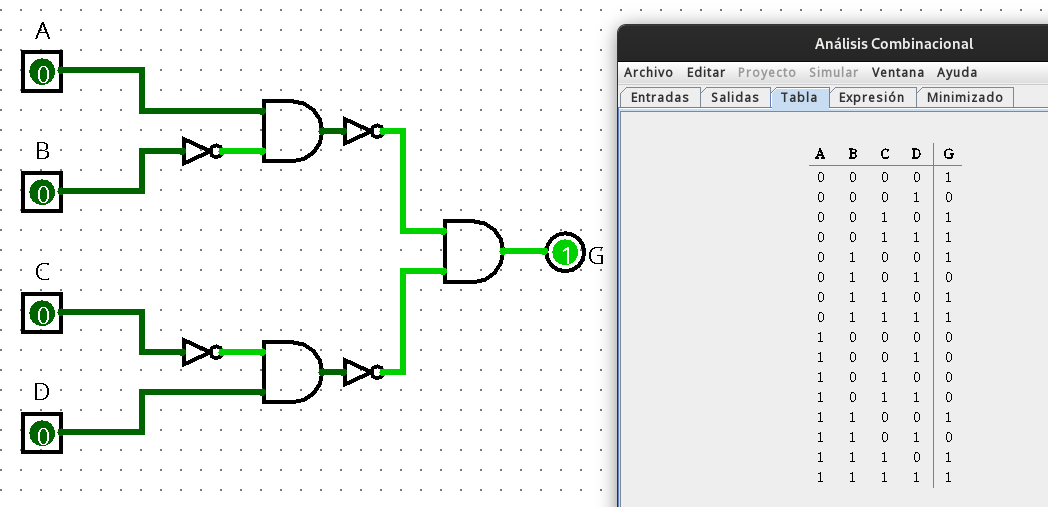 A
0
B
0
C
0
D
0
1
G
Análisis Combinacional
Archivo Editar Proyecto Simular Ventana Ayuda
Entradas Salidas Tabla Expresión Minimizado
A B C D G
0 0 0 0 1
0 0 0 1 0
0 0 1 0 1
0 0 1 1 1
0 1 0 0 1
0 1 0 1 0
0 1 1 0 1
0 1 1 1 1
1 0 0 0 0
1 0 0 1 0
1 0 1 0 0
1 0 1 1 0
1 1 0 0 1
1 1 0 1 0
1 1 1 0 1
1 1 1 1 1